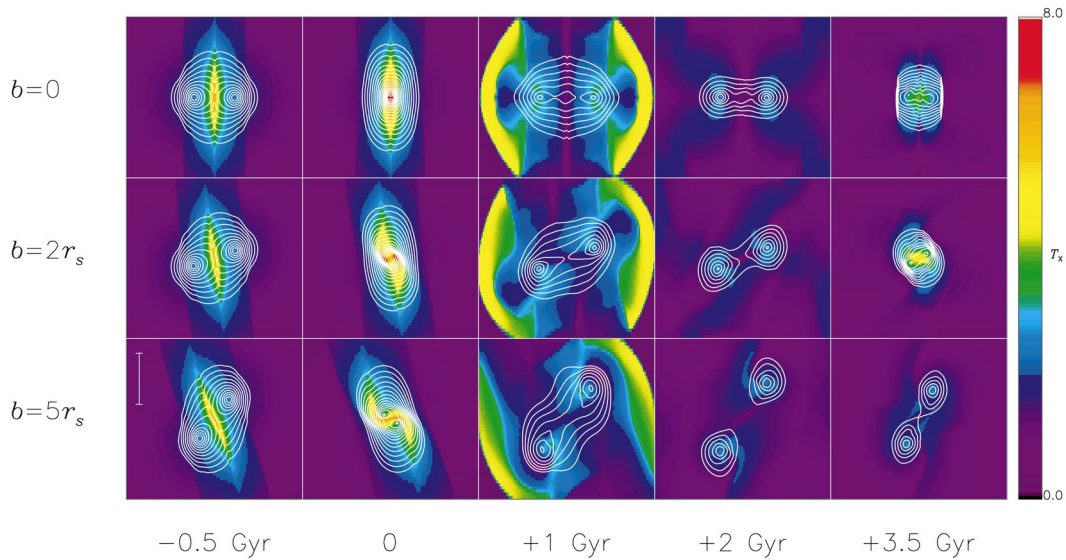 8.0
b=0
b=2r_s
T_X
b=5r_s
0.0
−0.5 Gyr 0 +1 Gyr +2 Gyr +3.5 Gyr